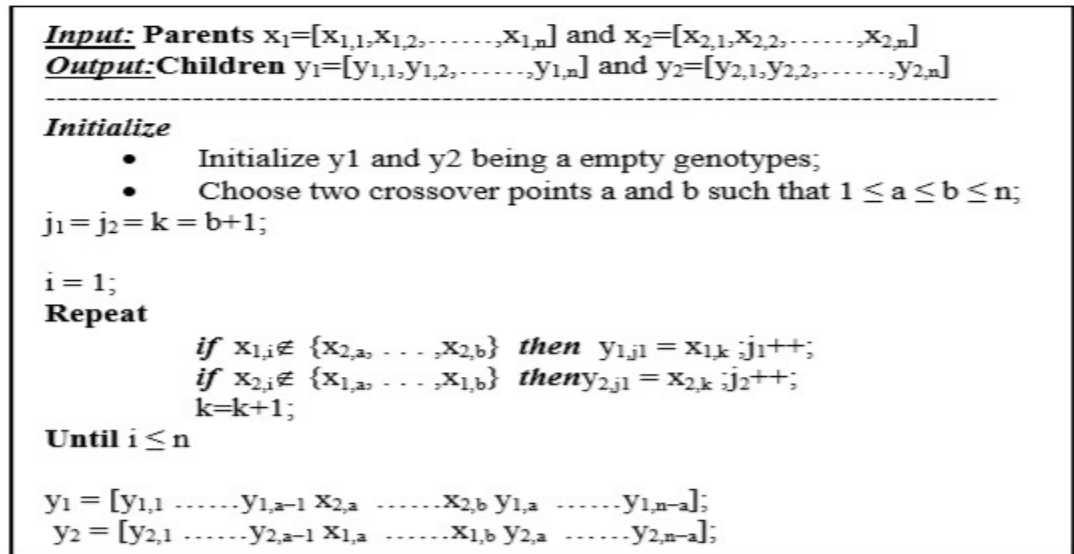 Input: Parents x₁=[x₁,₁,x₁,₂,......,x₁,ₙ] and x₂=[x₂,₁,x₂,₂,......,x₂,ₙ]
Output:Children y₁=[y₁,₁,y₁,₂,......,y₁,ₙ] and y₂=[y₂,₁,y₂,₂,......,y₂,ₙ]
--------------------------------------------------------------------------------------
Initialize
• Initialize y1 and y2 being a empty genotypes;
• Choose two crossover points a and b such that 1 ≤ a ≤ b ≤ n;
j₁ = j₂ = k = b+1;
i = 1;
Repeat
if x₁,ᵢ∉ {x₂,ₐ, . . . ,x₂,b} then y₁,j₁ = x₁,ₖ ;j₁++;
if x₂,ᵢ∉ {x₁,ₐ, . . . ,x₁,b} theny₂,j₁ = x₂,ₖ ;j₂++;
k=k+1;
Until i ≤ n
y₁ = [y₁,₁ ......y₁,ₐ₋₁ x₂,ₐ ......x₂,b y₁,ₐ ......y₁,ₙ₋ₐ];
y₂ = [y₂,₁ ......y₂,ₐ₋₁ x₁,ₐ ......x₁,b y₂,ₐ ......y₂,ₙ₋ₐ];